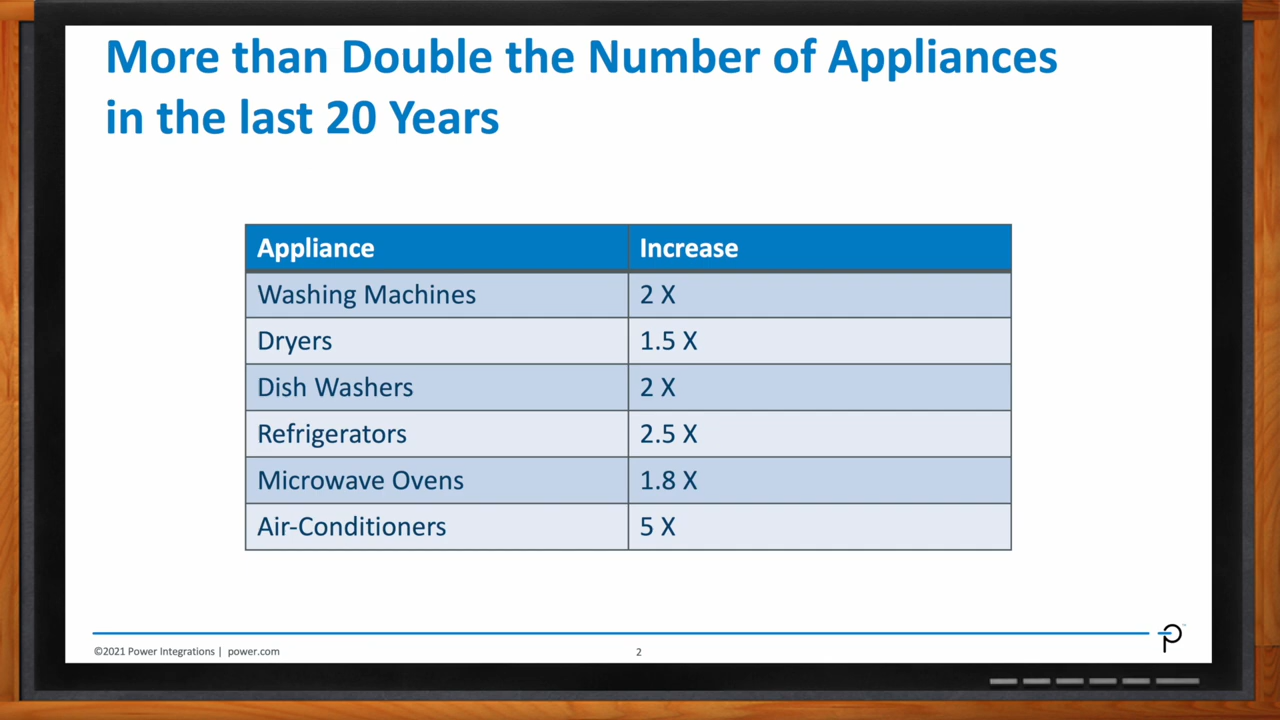 More than Double the Number of Appliances
in the last 20 Years
Appliance Increase
Washing Machines 2 X
Dryers 1.5 X
Dish Washers 2 X
Refrigerators 2.5 X
Microwave Ovens 1.8 X
Air-Conditioners 5 X
©2021 Power Integrations | power.com 2